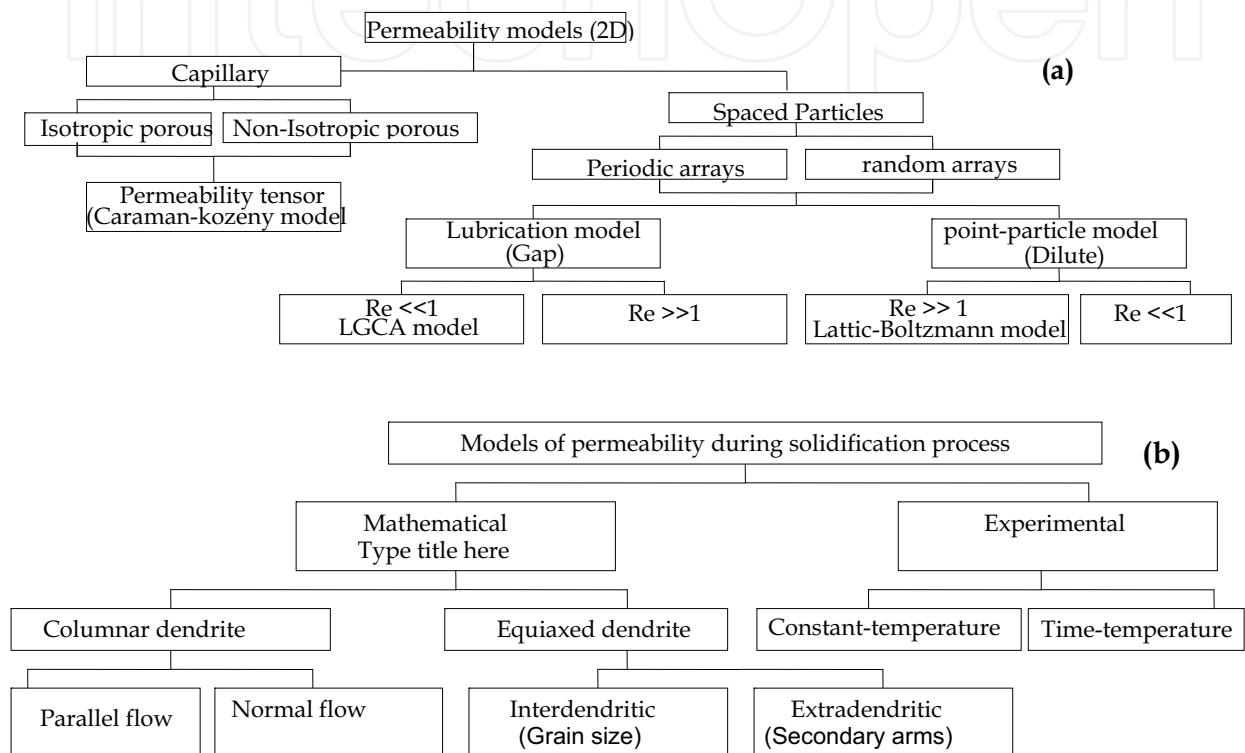 IntechOpen
Permeability models (2D)
(a)
Capillary
Spaced Particles
Isotropic porous
Non-Isotropic porous
Periodic arrays
random arrays
Permeability tensor
(Caraman-kozeny model
Lubrication model
(Gap)
point-particle model
(Dilute)
Re <<1
LGCA model
Re >>1
Re >> 1
Lattic-Boltzmann model
Re <<1
Models of permeability during solidification process
(b)
Mathematical
Type title here
Experimental
Columnar dendrite
Equiaxed dendrite
Constant-temperature
Time-temperature
Parallel flow
Normal flow
Interdendritic
(Grain size)
Extradendritic
(Secondary arms)